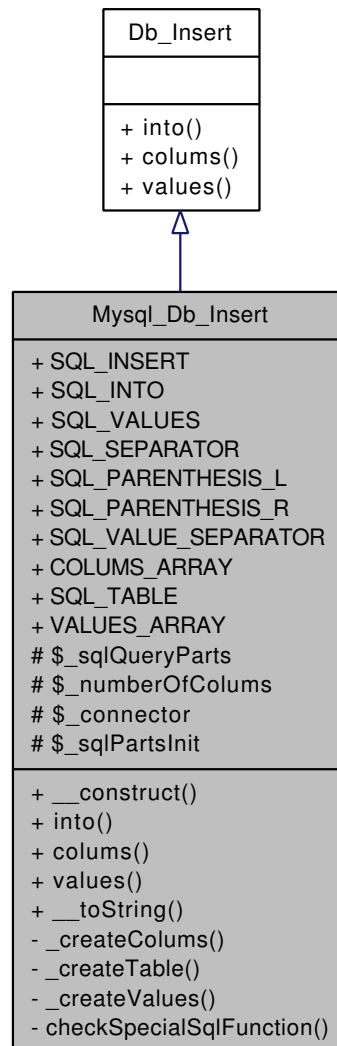 Db_Insert
+ into()
+ colums()
+ values()
Mysql_Db_Insert
+ SQL_INSERT
+ SQL_INTO
+ SQL_VALUES
+ SQL_SEPARATOR
+ SQL_PARENTHESIS_L
+ SQL_PARENTHESIS_R
+ SQL_VALUE_SEPARATOR
+ COLUMS_ARRAY
+ SQL_TABLE
+ VALUES_ARRAY
# $_sqlQueryParts
# $_numberOfColums
# $_connector
# $_sqlPartsInit
+ __construct()
+ into()
+ colums()
+ values()
+ __toString()
- _createColums()
- _createTable()
- _createValues()
- checkSpecialSqlFunction()